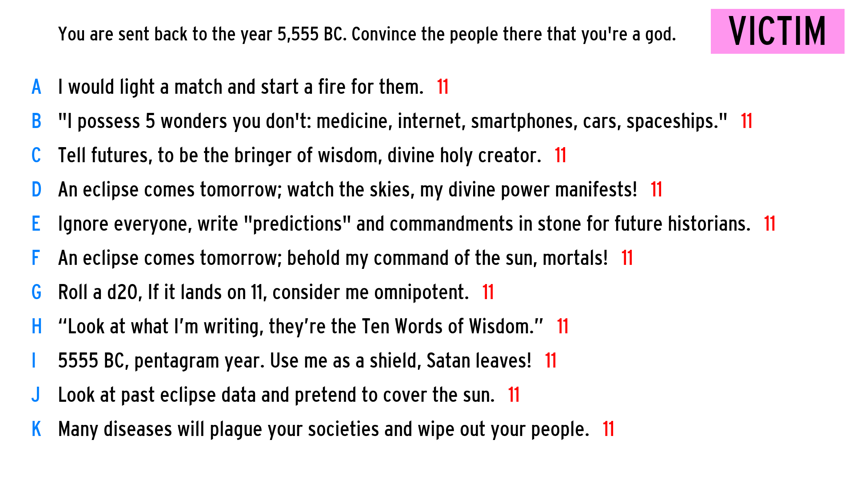 You are sent back to the year 5,555 BC. Convince the people there that you're a god.
VICTIM
A I would light a match and start a fire for them. 11
B "I possess 5 wonders you don't: medicine, internet, smartphones, cars, spaceships." 11
C Tell futures, to be the bringer of wisdom, divine holy creator. 11
D An eclipse comes tomorrow; watch the skies, my divine power manifests! 11
E Ignore everyone, write "predictions" and commandments in stone for future historians. 11
F An eclipse comes tomorrow; behold my command of the sun, mortals! 11
G Roll a d20, If it lands on 11, consider me omnipotent. 11
H “Look at what I’m writing, they’re the Ten Words of Wisdom.” 11
I 5555 BC, pentagram year. Use me as a shield, Satan leaves! 11
J Look at past eclipse data and pretend to cover the sun. 11
K Many diseases will plague your societies and wipe out your people. 11